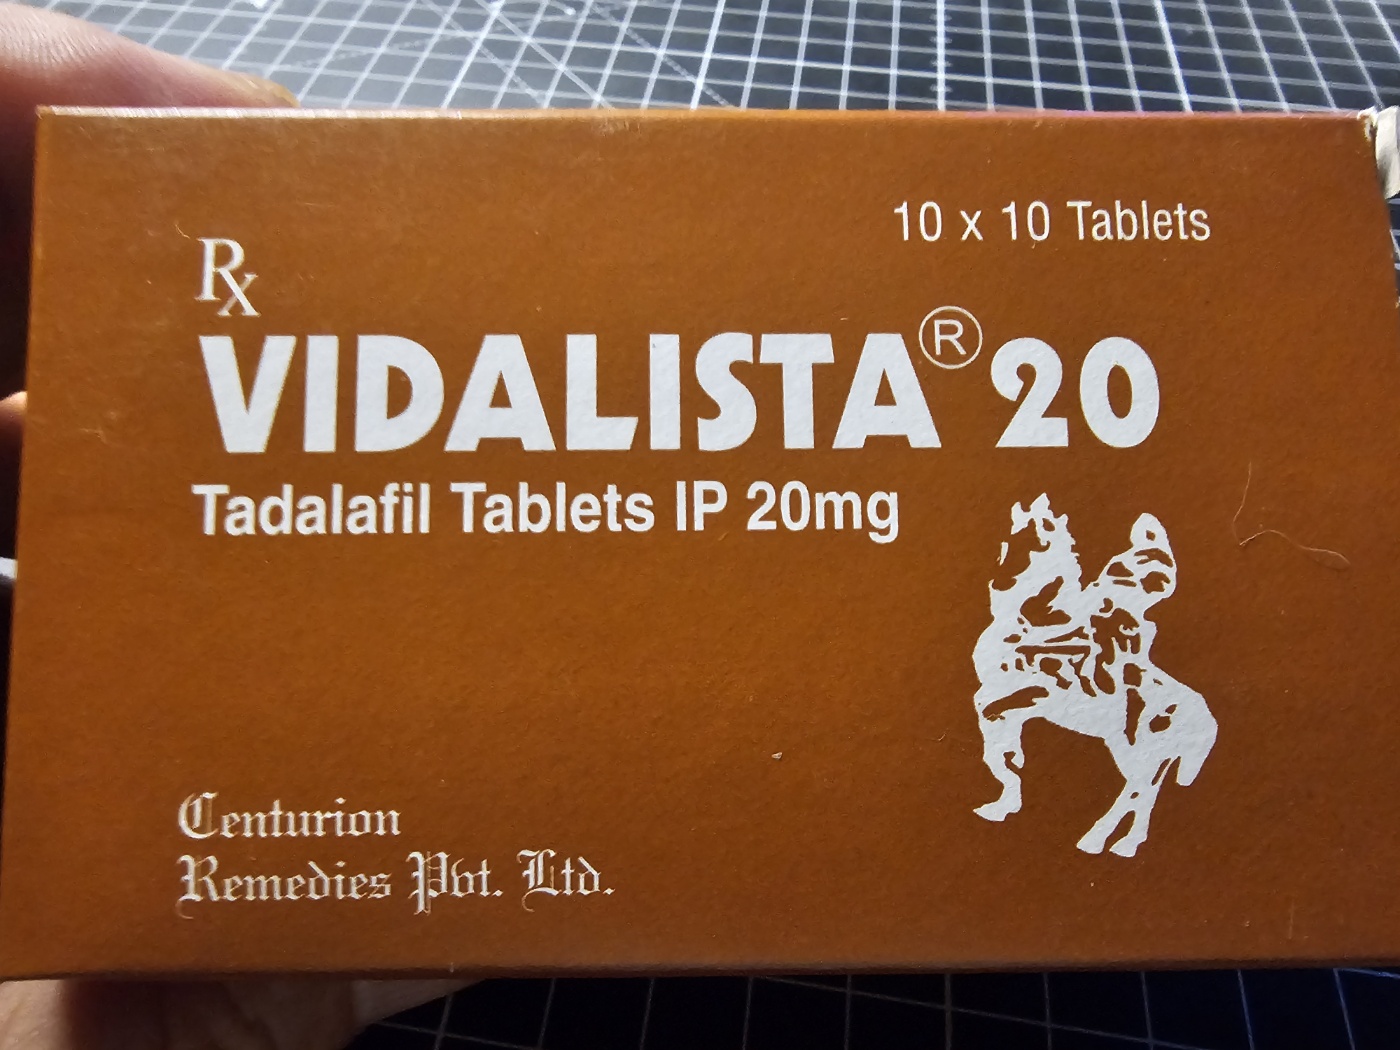 10 x 10 Tablets
Rx
VIDALISTA® 20
Tadalafil Tablets IP 20mg
Centurion
Remedies Pvt. Ltd.